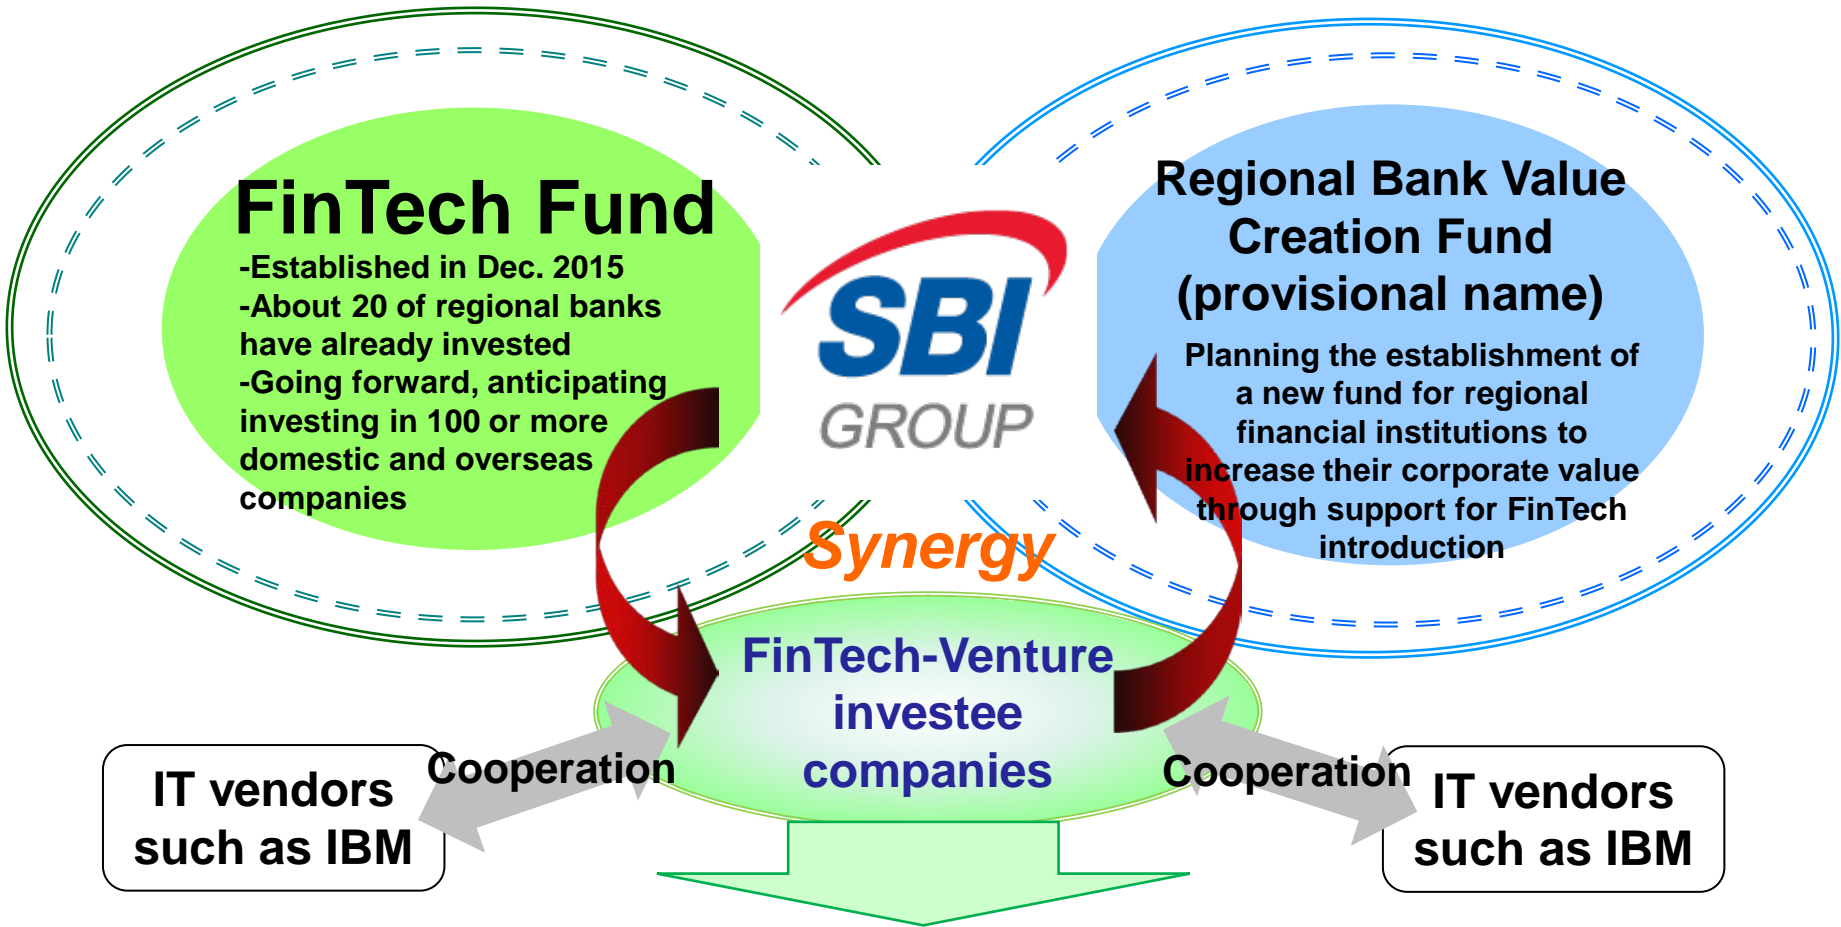 FinTech Fund
-Established in Dec. 2015
-About 20 of regional banks
have already invested
-Going forward, anticipating
investing in 100 or more
domestic and overseas
companies
SBI
GROUP
Regional Bank Value
Creation Fund
(provisional name)
Planning the establishment of
a new fund for regional
financial institutions to
increase their corporate value
through support for FinTech
introduction
Synergy
FinTech-Venture
investee
companies
Cooperation
Cooperation
IT vendors
such as IBM
IT vendors
such as IBM